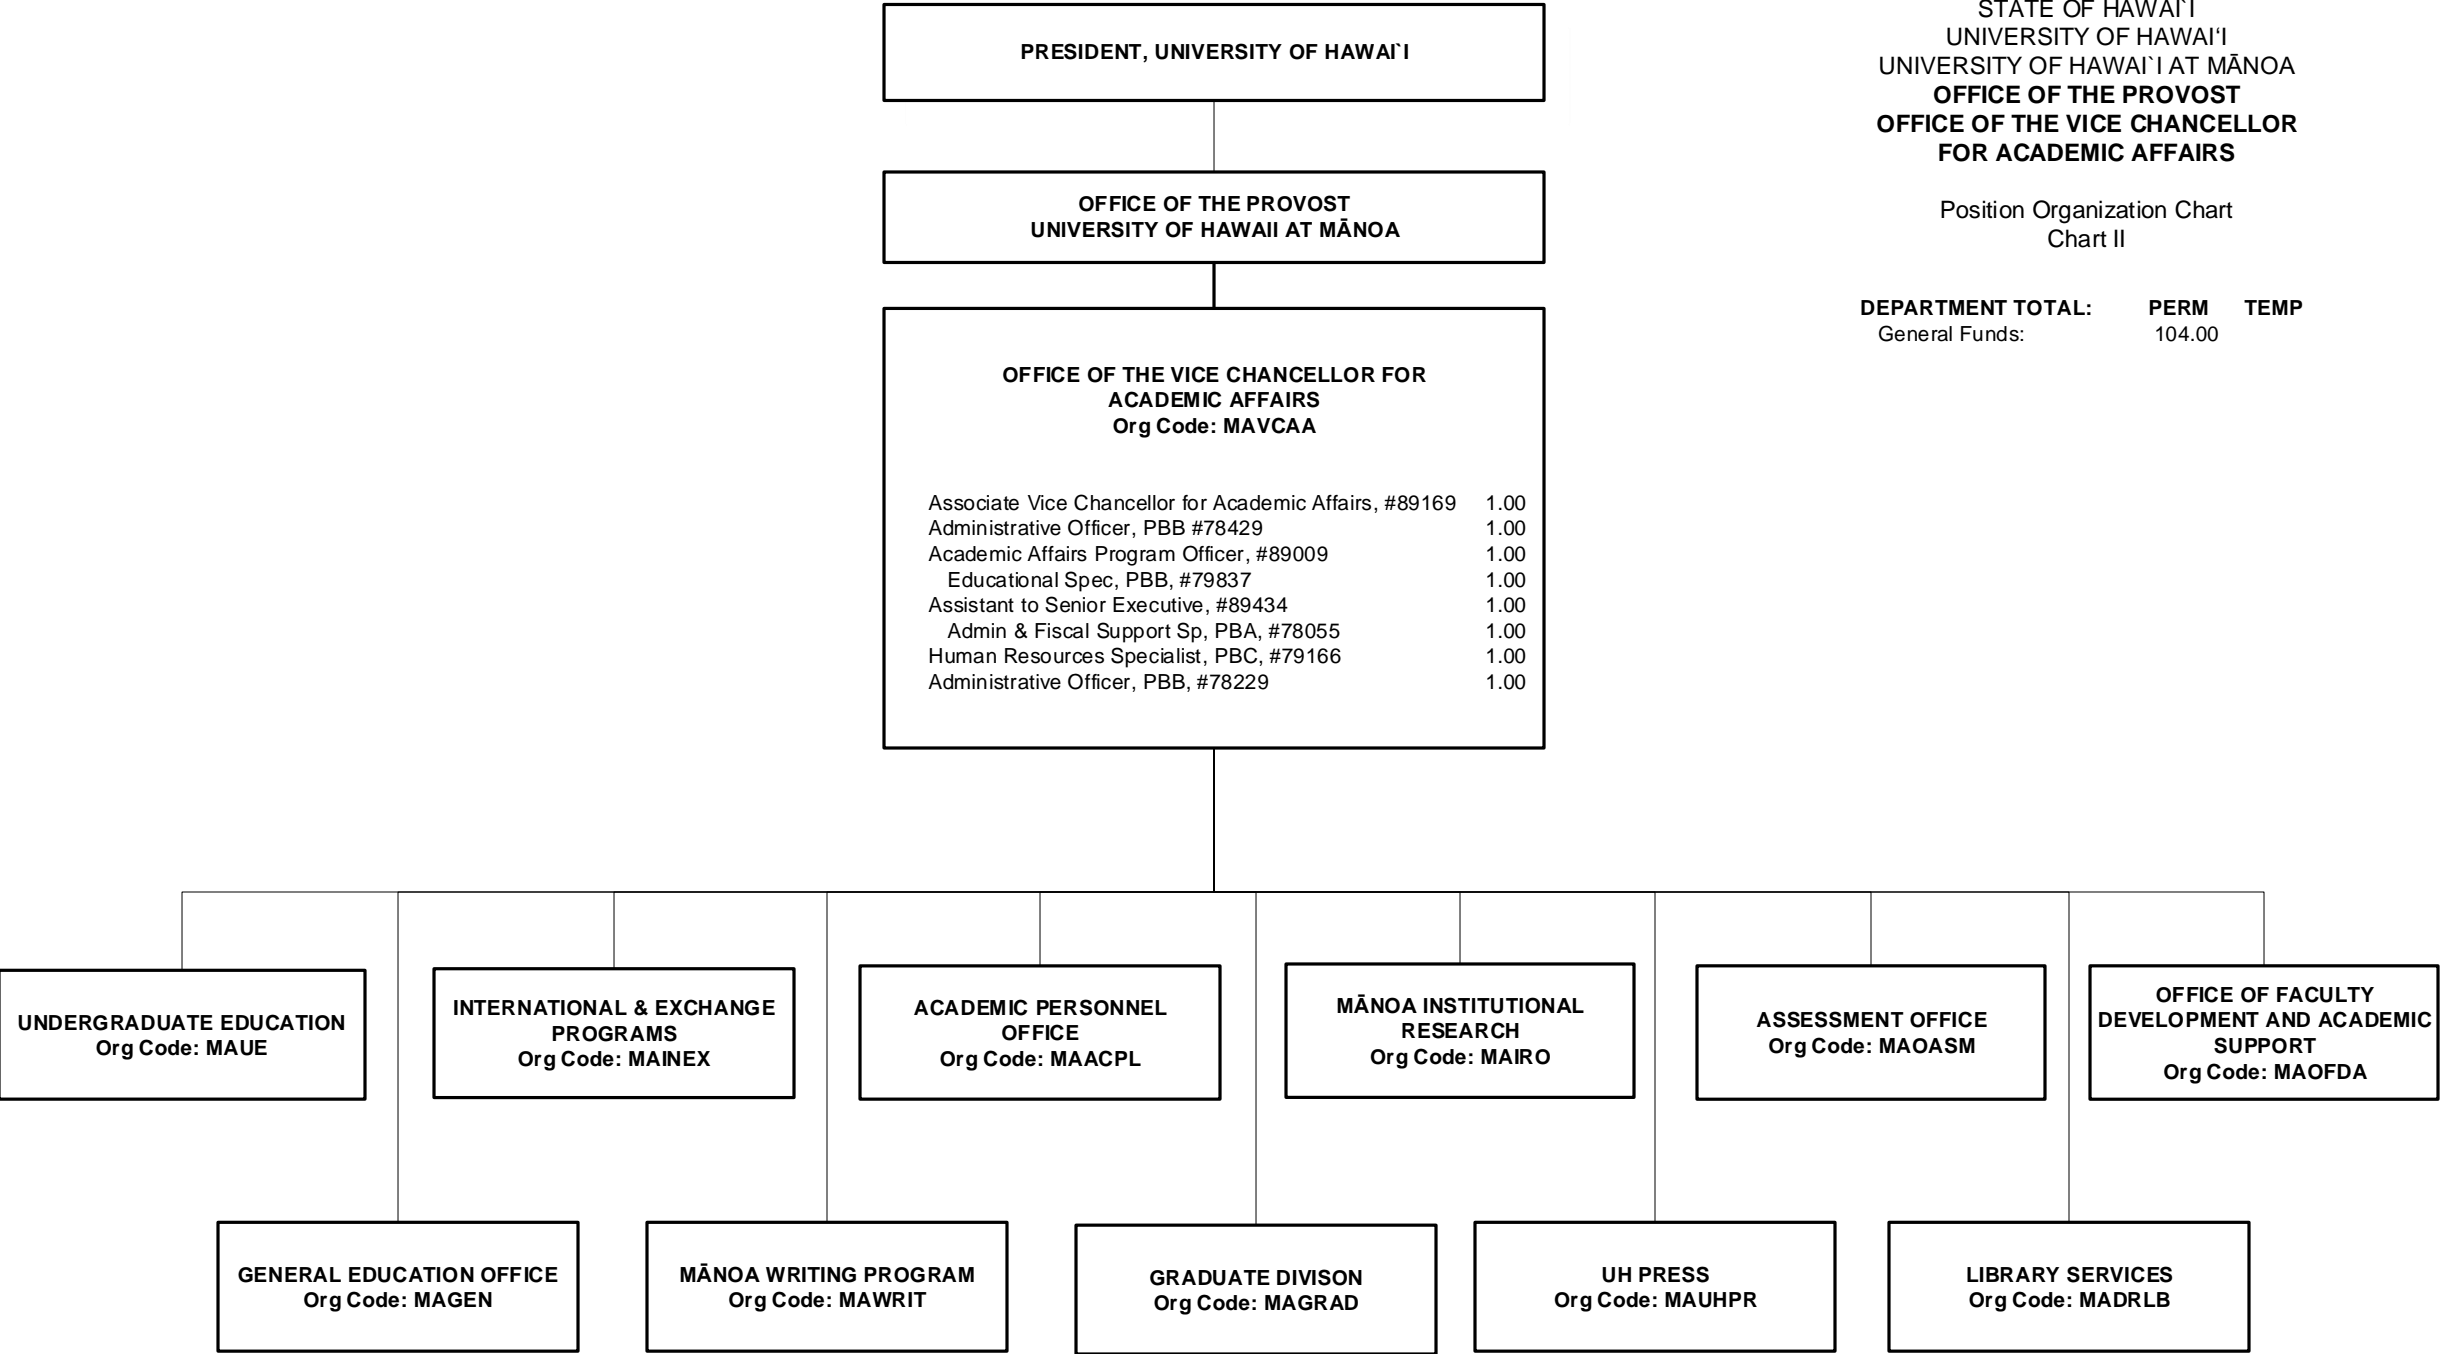 STATE OF HAWAI`I
UNIVERSITY OF HAWAI‘I
UNIVERSITY OF HAWAI`I AT MĀNOA
OFFICE OF THE PROVOST
OFFICE OF THE VICE CHANCELLOR
FOR ACADEMIC AFFAIRS
Position Organization Chart
Chart II
DEPARTMENT TOTAL: PERM TEMP
General Funds: 104.00
PRESIDENT, UNIVERSITY OF HAWAI`I
OFFICE OF THE PROVOST
UNIVERSITY OF HAWAII AT MĀNOA
OFFICE OF THE VICE CHANCELLOR FOR
ACADEMIC AFFAIRS
Org Code: MAVCAA
Associate Vice Chancellor for Academic Affairs, #89169 1.00
Administrative Officer, PBB #78429 1.00
Academic Affairs Program Officer, #89009 1.00
Educational Spec, PBB, #79837 1.00
Assistant to Senior Executive, #89434 1.00
Admin & Fiscal Support Sp, PBA, #78055 1.00
Human Resources Specialist, PBC, #79166 1.00
Administrative Officer, PBB, #78229 1.00
UNDERGRADUATE EDUCATION
Org Code: MAUE
INTERNATIONAL & EXCHANGE
PROGRAMS
Org Code: MAINEX
ACADEMIC PERSONNEL
OFFICE
Org Code: MAACPL
MĀNOA INSTITUTIONAL
RESEARCH
Org Code: MAIRO
ASSESSMENT OFFICE
Org Code: MAOASM
OFFICE OF FACULTY
DEVELOPMENT AND ACADEMIC
SUPPORT
Org Code: MAOFDA
GENERAL EDUCATION OFFICE
Org Code: MAGEN
MĀNOA WRITING PROGRAM
Org Code: MAWRIT
GRADUATE DIVISON
Org Code: MAGRAD
UH PRESS
Org Code: MAUHPR
LIBRARY SERVICES
Org Code: MADRLB